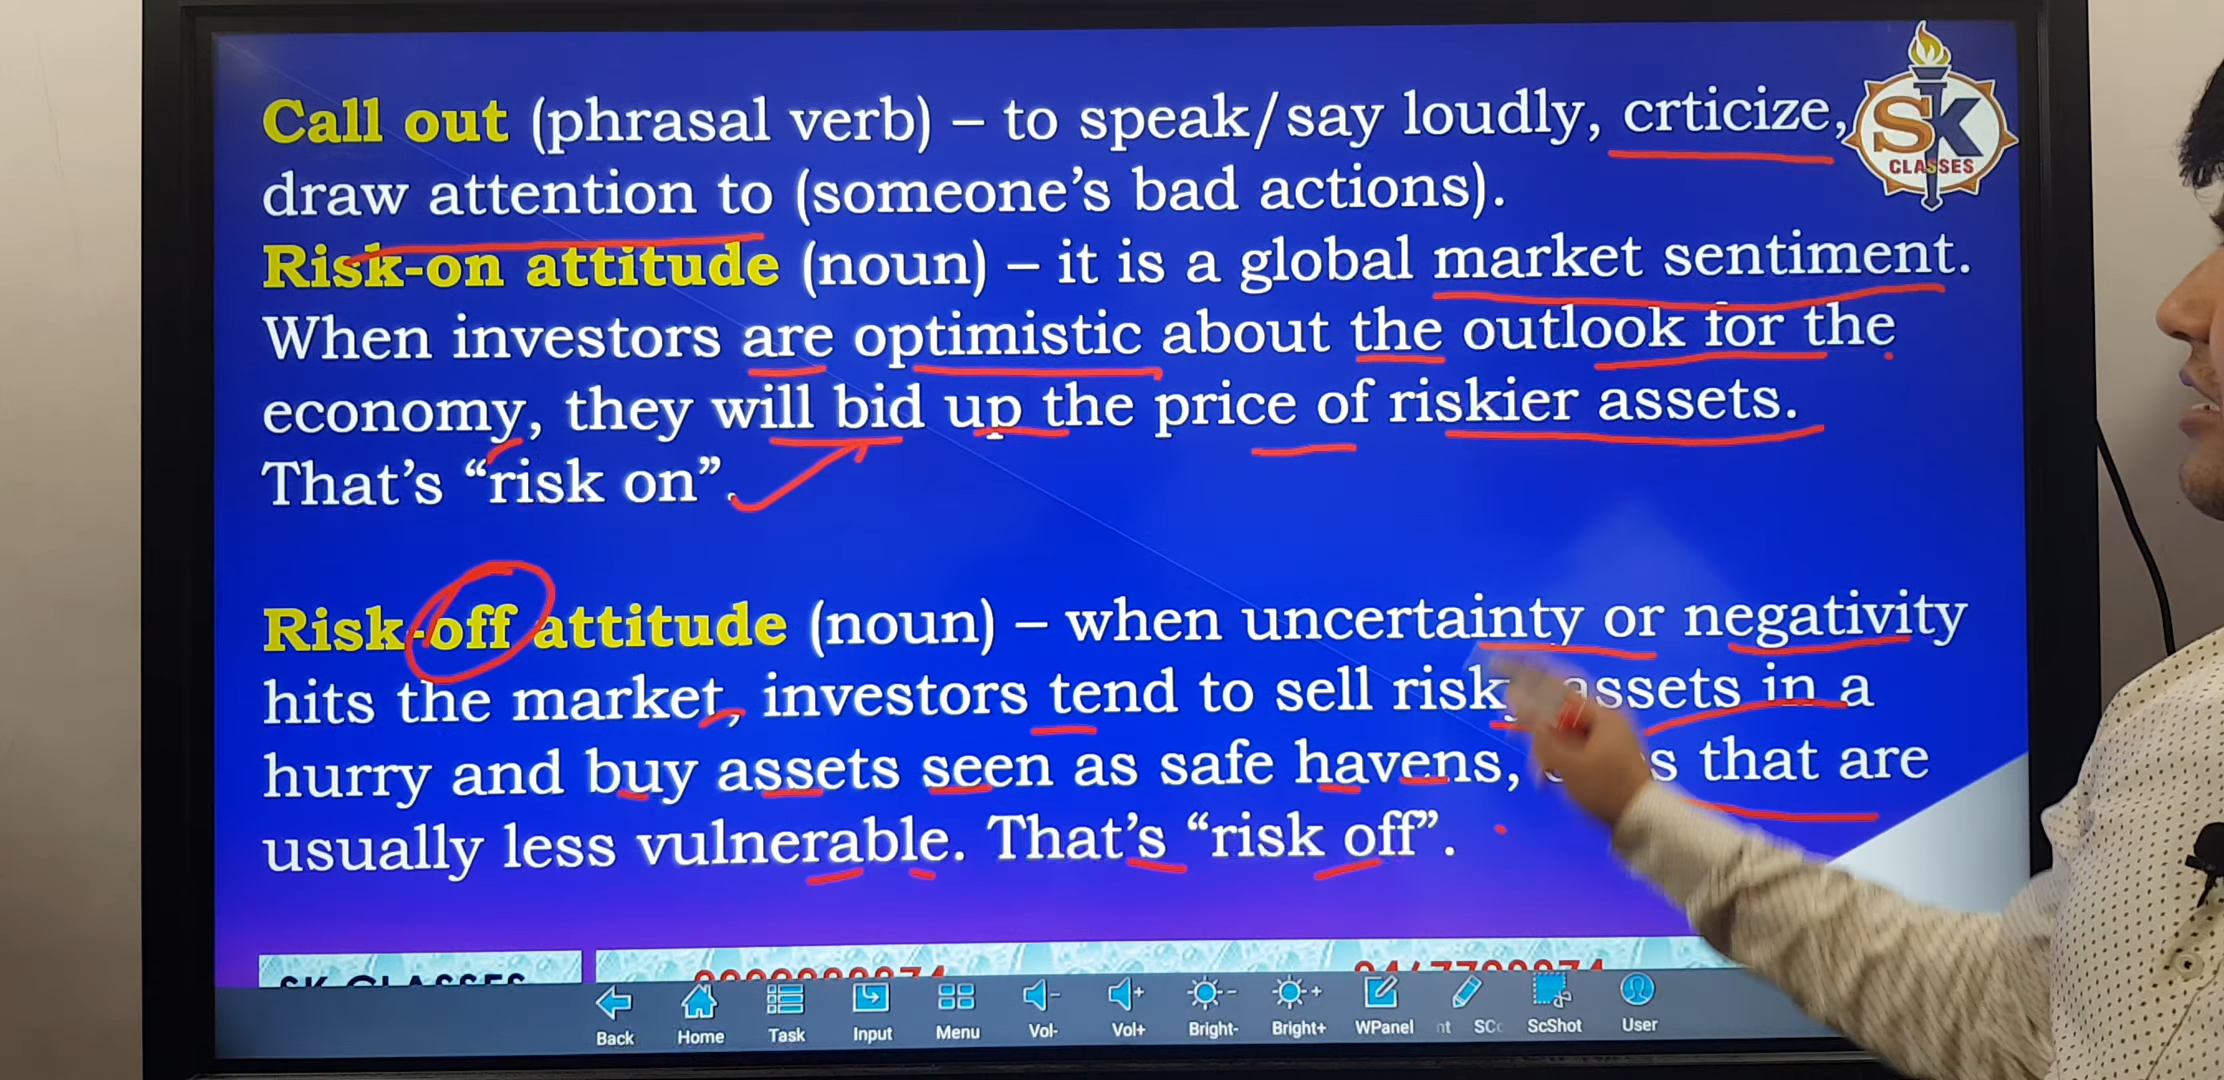 Call out (phrasal verb) – to speak/say loudly, crticize,
draw attention to (someone’s bad actions).
Risk-on attitude (noun) – it is a global market sentiment.
When investors are optimistic about the outlook for the
economy, they will bid up the price of riskier assets.
That’s “risk on”.
Risk-off attitude (noun) – when uncertainty or negativity
hits the market, investors tend to sell risky assets in a
hurry and buy assets seen as safe havens, that are
usually less vulnerable. That’s “risk off”.
SK
CLASSES
SK CLASSES
Back Home Task Input Menu Vol- Vol+ Bright- Bright+ WPanel ScShot User